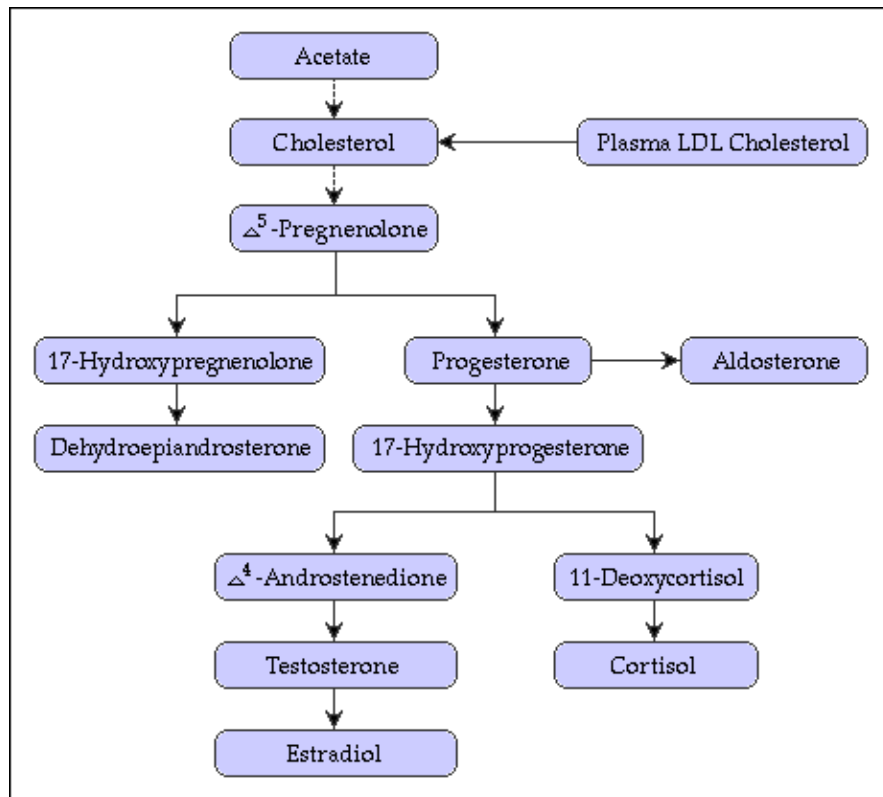 Acetate
Cholesterol
Plasma LDL Cholesterol
△⁵-Pregnenolone
17-Hydroxypregnenolone
Progesterone
Aldosterone
Dehydroepiandrosterone
17-Hydroxyprogesterone
△⁴-Androstenedione
11-Deoxycortisol
Testosterone
Cortisol
Estradiol